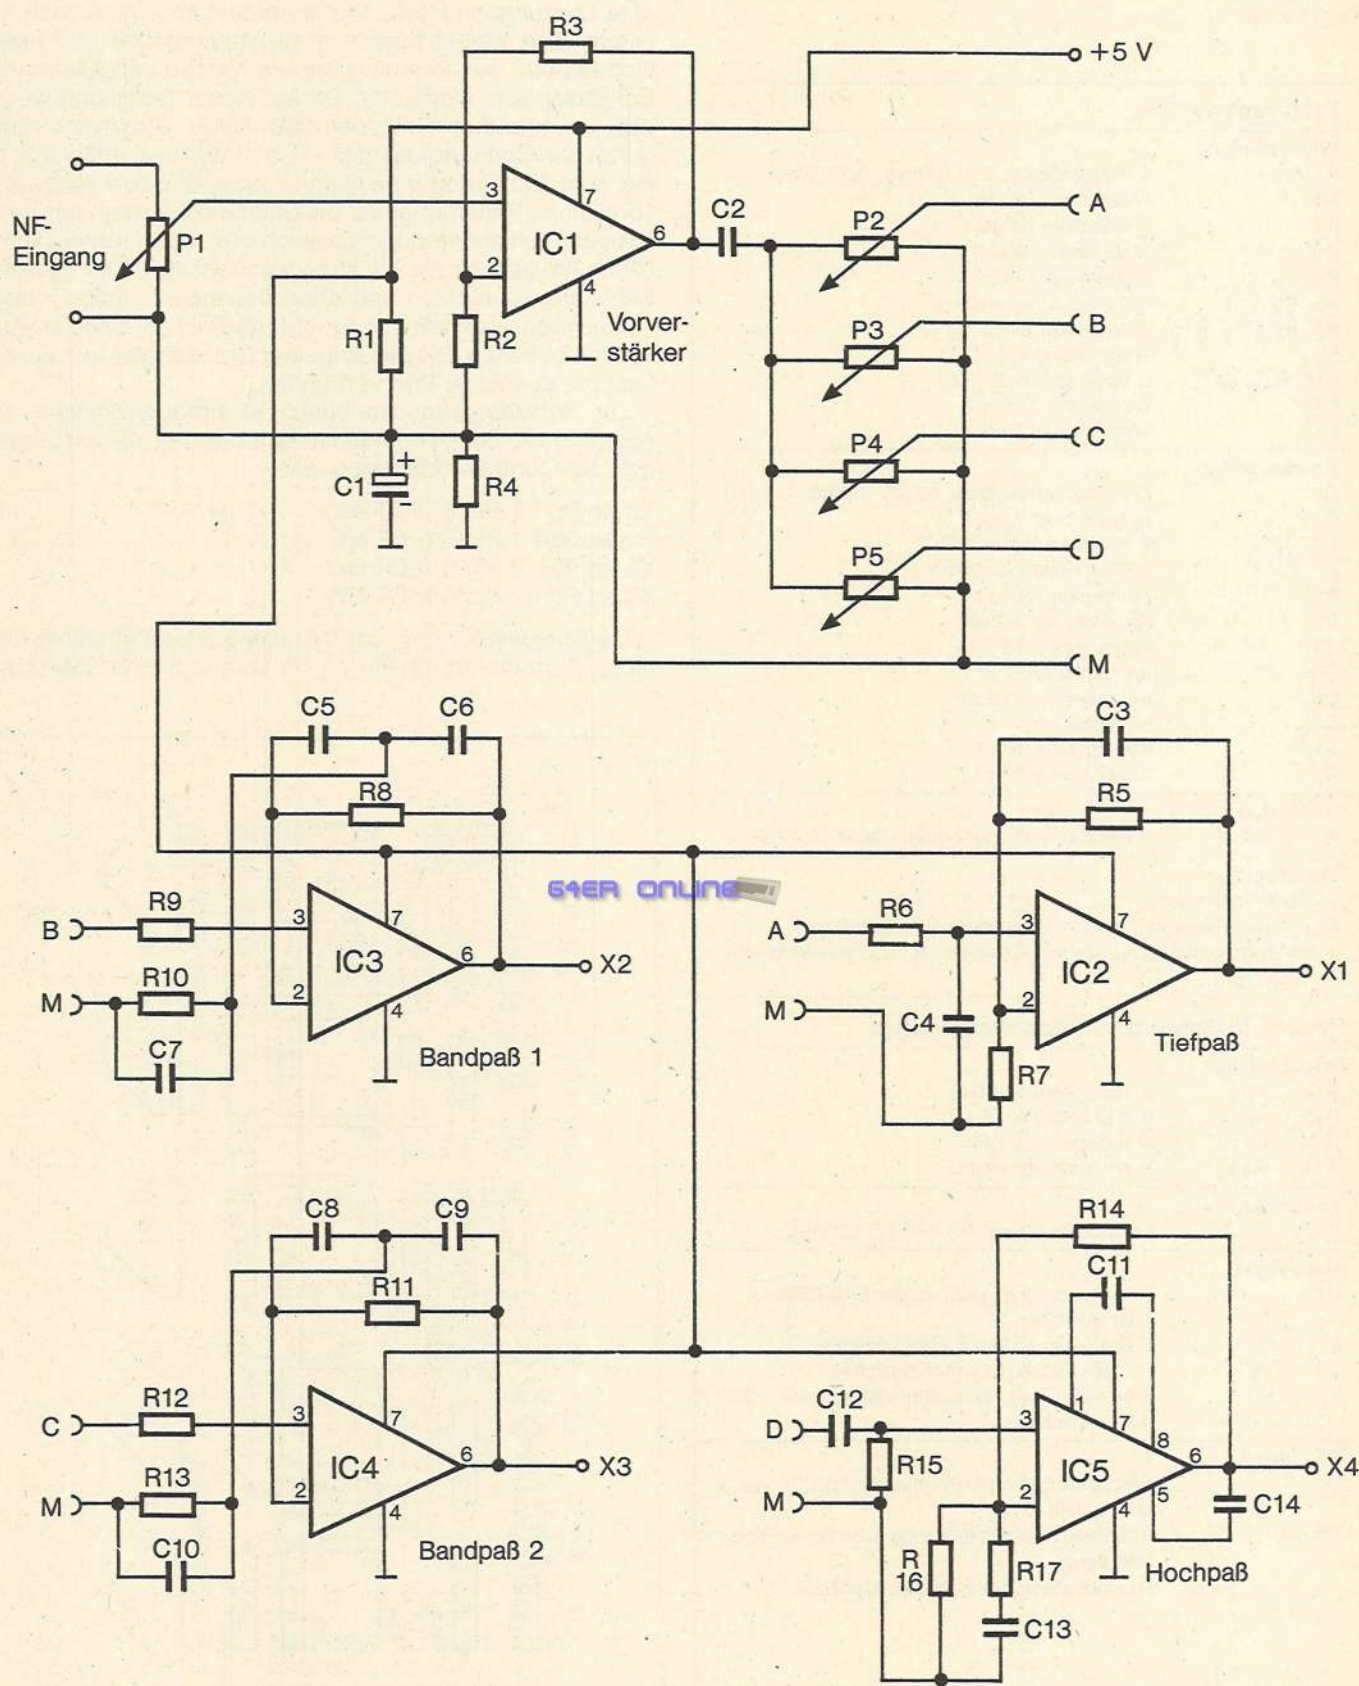 R3
+5 V
NF-
Eingang
P1
3
7
IC1
6
2
4
Vorver-
stärker
R1
R2
C1
+
-
R4
C2
P2
A
P3
B
P4
C
P5
D
M
C5
C6
R8
B
R9
3
7
IC3
6
X2
M
R10
2
4
C7
Bandpaß 1
64ER ONLINE
C3
R5
A
R6
3
7
IC2
X1
M
C4
2
4
R7
Tiefpaß
C8
C9
R11
C
R12
3
7
IC4
6
X3
M
R13
2
4
C10
Bandpaß 2
R14
C11
C12
D
3
1
7
8
R15
IC5
6
X4
M
2
4
5
C14
R
16
R17
Hochpaß
C13